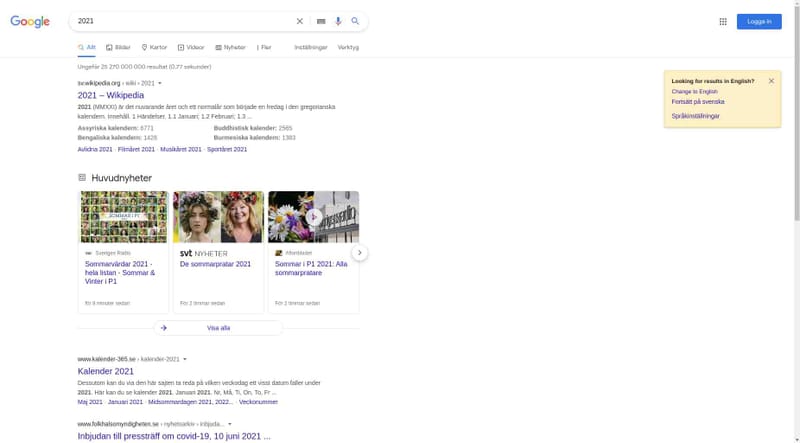 Google
2021
Logga in
Allt
Bilder
Kartor
Videor
Nyheter
Fler
Inställningar
Verktyg
Ungefär 25 270 000 000 resultat (0,77 sekunder)
Looking for results in English?
Change to English
Fortsätt på svenska
Språkinställningar
sv.wikipedia.org › wiki › 2021
2021 – Wikipedia
2021 (MMXXI) är det nuvarande året och ett normalår som började en fredag i den gregorianska
kalendern. Innehåll. 1 Händelser. 1.1 Januari; 1.2 Februari; 1.3 ...
Assyriska kalendern: 6771
Buddhistisk kalender: 2565
Bengaliska kalendern: 1428
Burmesiska kalendern: 1383
Avlidna 2021 · Filmåret 2021 · Musikåret 2021 · Sportåret 2021
Huvudnyheter
SOMMAR I P1
Sveriges Radio
Sommarvärdar 2021 -
hela listan - Sommar &
Vinter i P1
för 9 minuter sedan
svt NYHETER
De sommarpratar 2021
För 2 timmar sedan
Aftonbladet
Sommar i P1 2021: Alla
sommarpratare
För 2 timmar sedan
Visa alla
www.kalender-365.se › kalender-2021
Kalender 2021
Dessutom kan du via den här sajten ta reda på vilken veckodag ett visst datum faller under
2021. Här kan du se kalender 2021. Januari 2021. Nr, Må, Ti, On, To, Fr ...
Maj 2021 · Januari 2021 · Midsommardagen 2021, 2022... · Veckonummer
www.folkhalsomyndigheten.se › nyhetsarkiv › inbjuda...
Inbjudan till pressträff om covid-19, 10 juni 2021 ...